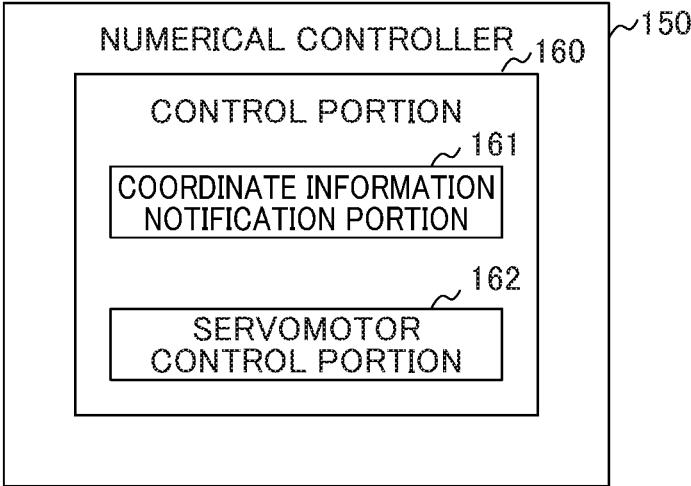 150
NUMERICAL CONTROLLER
160
CONTROL PORTION
161
COORDINATE INFORMATION
NOTIFICATION PORTION
162
SERVOMOTOR
CONTROL PORTION